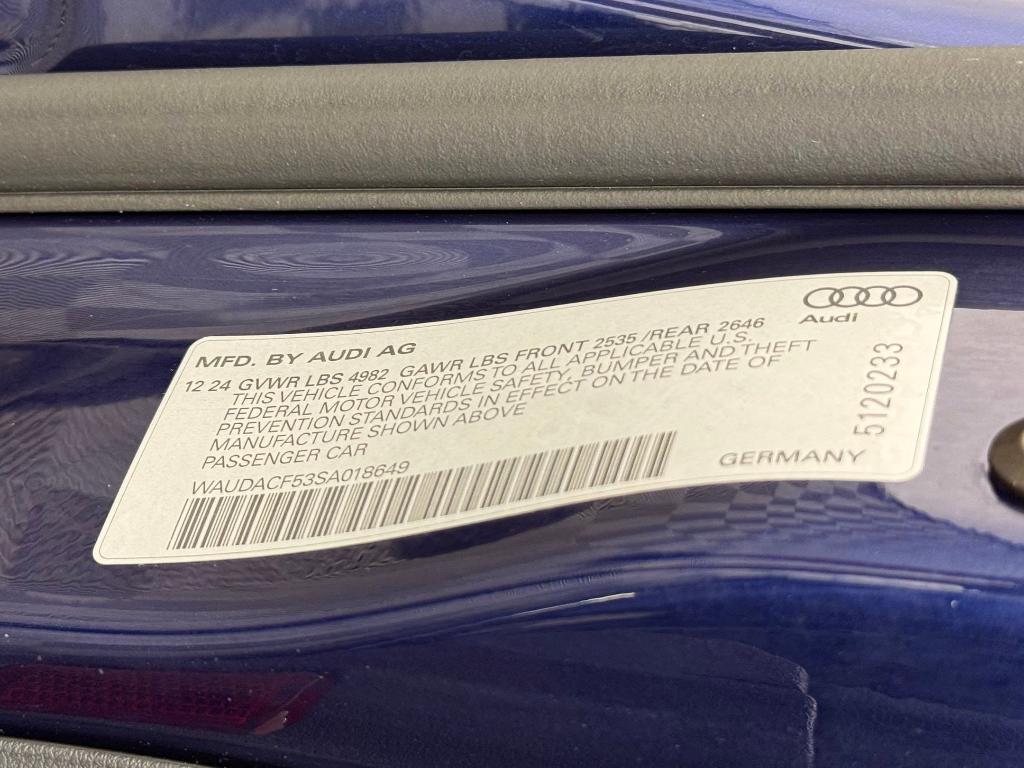 Audi
MFD. BY AUDI AG
12 24 GVWR LBS 4982 GAWR LBS FRONT 2535 /REAR 2646
THIS VEHICLE CONFORMS TO ALL APPLICABLE U.S.
FEDERAL MOTOR VEHICLE SAFETY, BUMPER AND THEFT
PREVENTION STANDARDS IN EFFECT ON THE DATE OF
MANUFACTURE SHOWN ABOVE
PASSENGER CAR
WAUDACF53SA018649
GERMANY
5120233